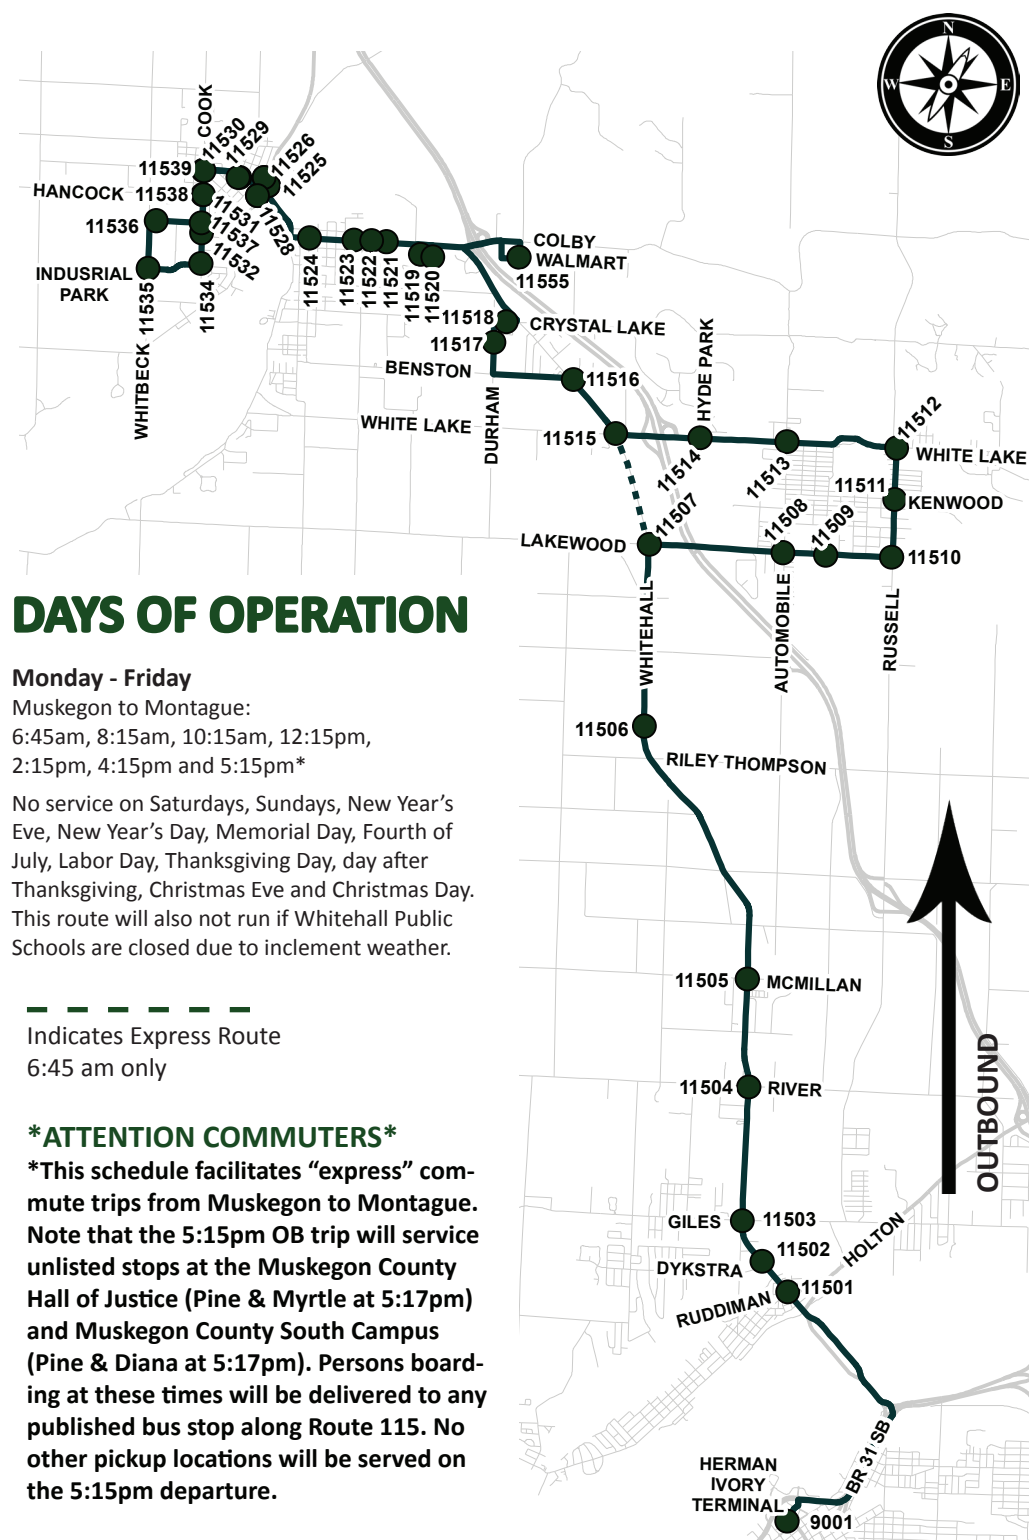 N
W
E
S
COOK
11530
11529
11526
11525
11539
HANCOCK
11538
11531
11537
11536
11528
11532
INDUSRIAL
PARK
11535
11534
WHITBECK
11524
11523
11522
11521
11519
11520
COLBY
WALMART
11555
11518
CRYSTAL LAKE
11517
BENSTON
11516
HYDE PARK
DURHAM
WHITE LAKE
11515
11514
11513
11512
WHITE LAKE
11511
KENWOOD
11507
11508
11509
LAKEWOOD
11510
WHITEHALL
AUTOMOBILE
RUSSELL
DAYS OF OPERATION
Monday - Friday
Muskegon to Montague:
6:45am, 8:15am, 10:15am, 12:15pm,
2:15pm, 4:15pm and 5:15pm*
No service on Saturdays, Sundays, New Year’s
Eve, New Year’s Day, Memorial Day, Fourth of
July, Labor Day, Thanksgiving Day, day after
Thanksgiving, Christmas Eve and Christmas Day.
This route will also not run if Whitehall Public
Schools are closed due to inclement weather.
Indicates Express Route
6:45 am only
*ATTENTION COMMUTERS*
*This schedule facilitates “express” com-
mute trips from Muskegon to Montague.
Note that the 5:15pm OB trip will service
unlisted stops at the Muskegon County
Hall of Justice (Pine & Myrtle at 5:17pm)
and Muskegon County South Campus
(Pine & Diana at 5:17pm). Persons board-
ing at these times will be delivered to any
published bus stop along Route 115. No
other pickup locations will be served on
the 5:15pm departure.
11506
RILEY THOMPSON
11505
MCMILLAN
11504
RIVER
OUTBOUND
GILES
11503
11502
DYKSTRA
HOLTON
11501
RUDDIMAN
BR 31 SB
HERMAN
IVORY
TERMINAL
9001